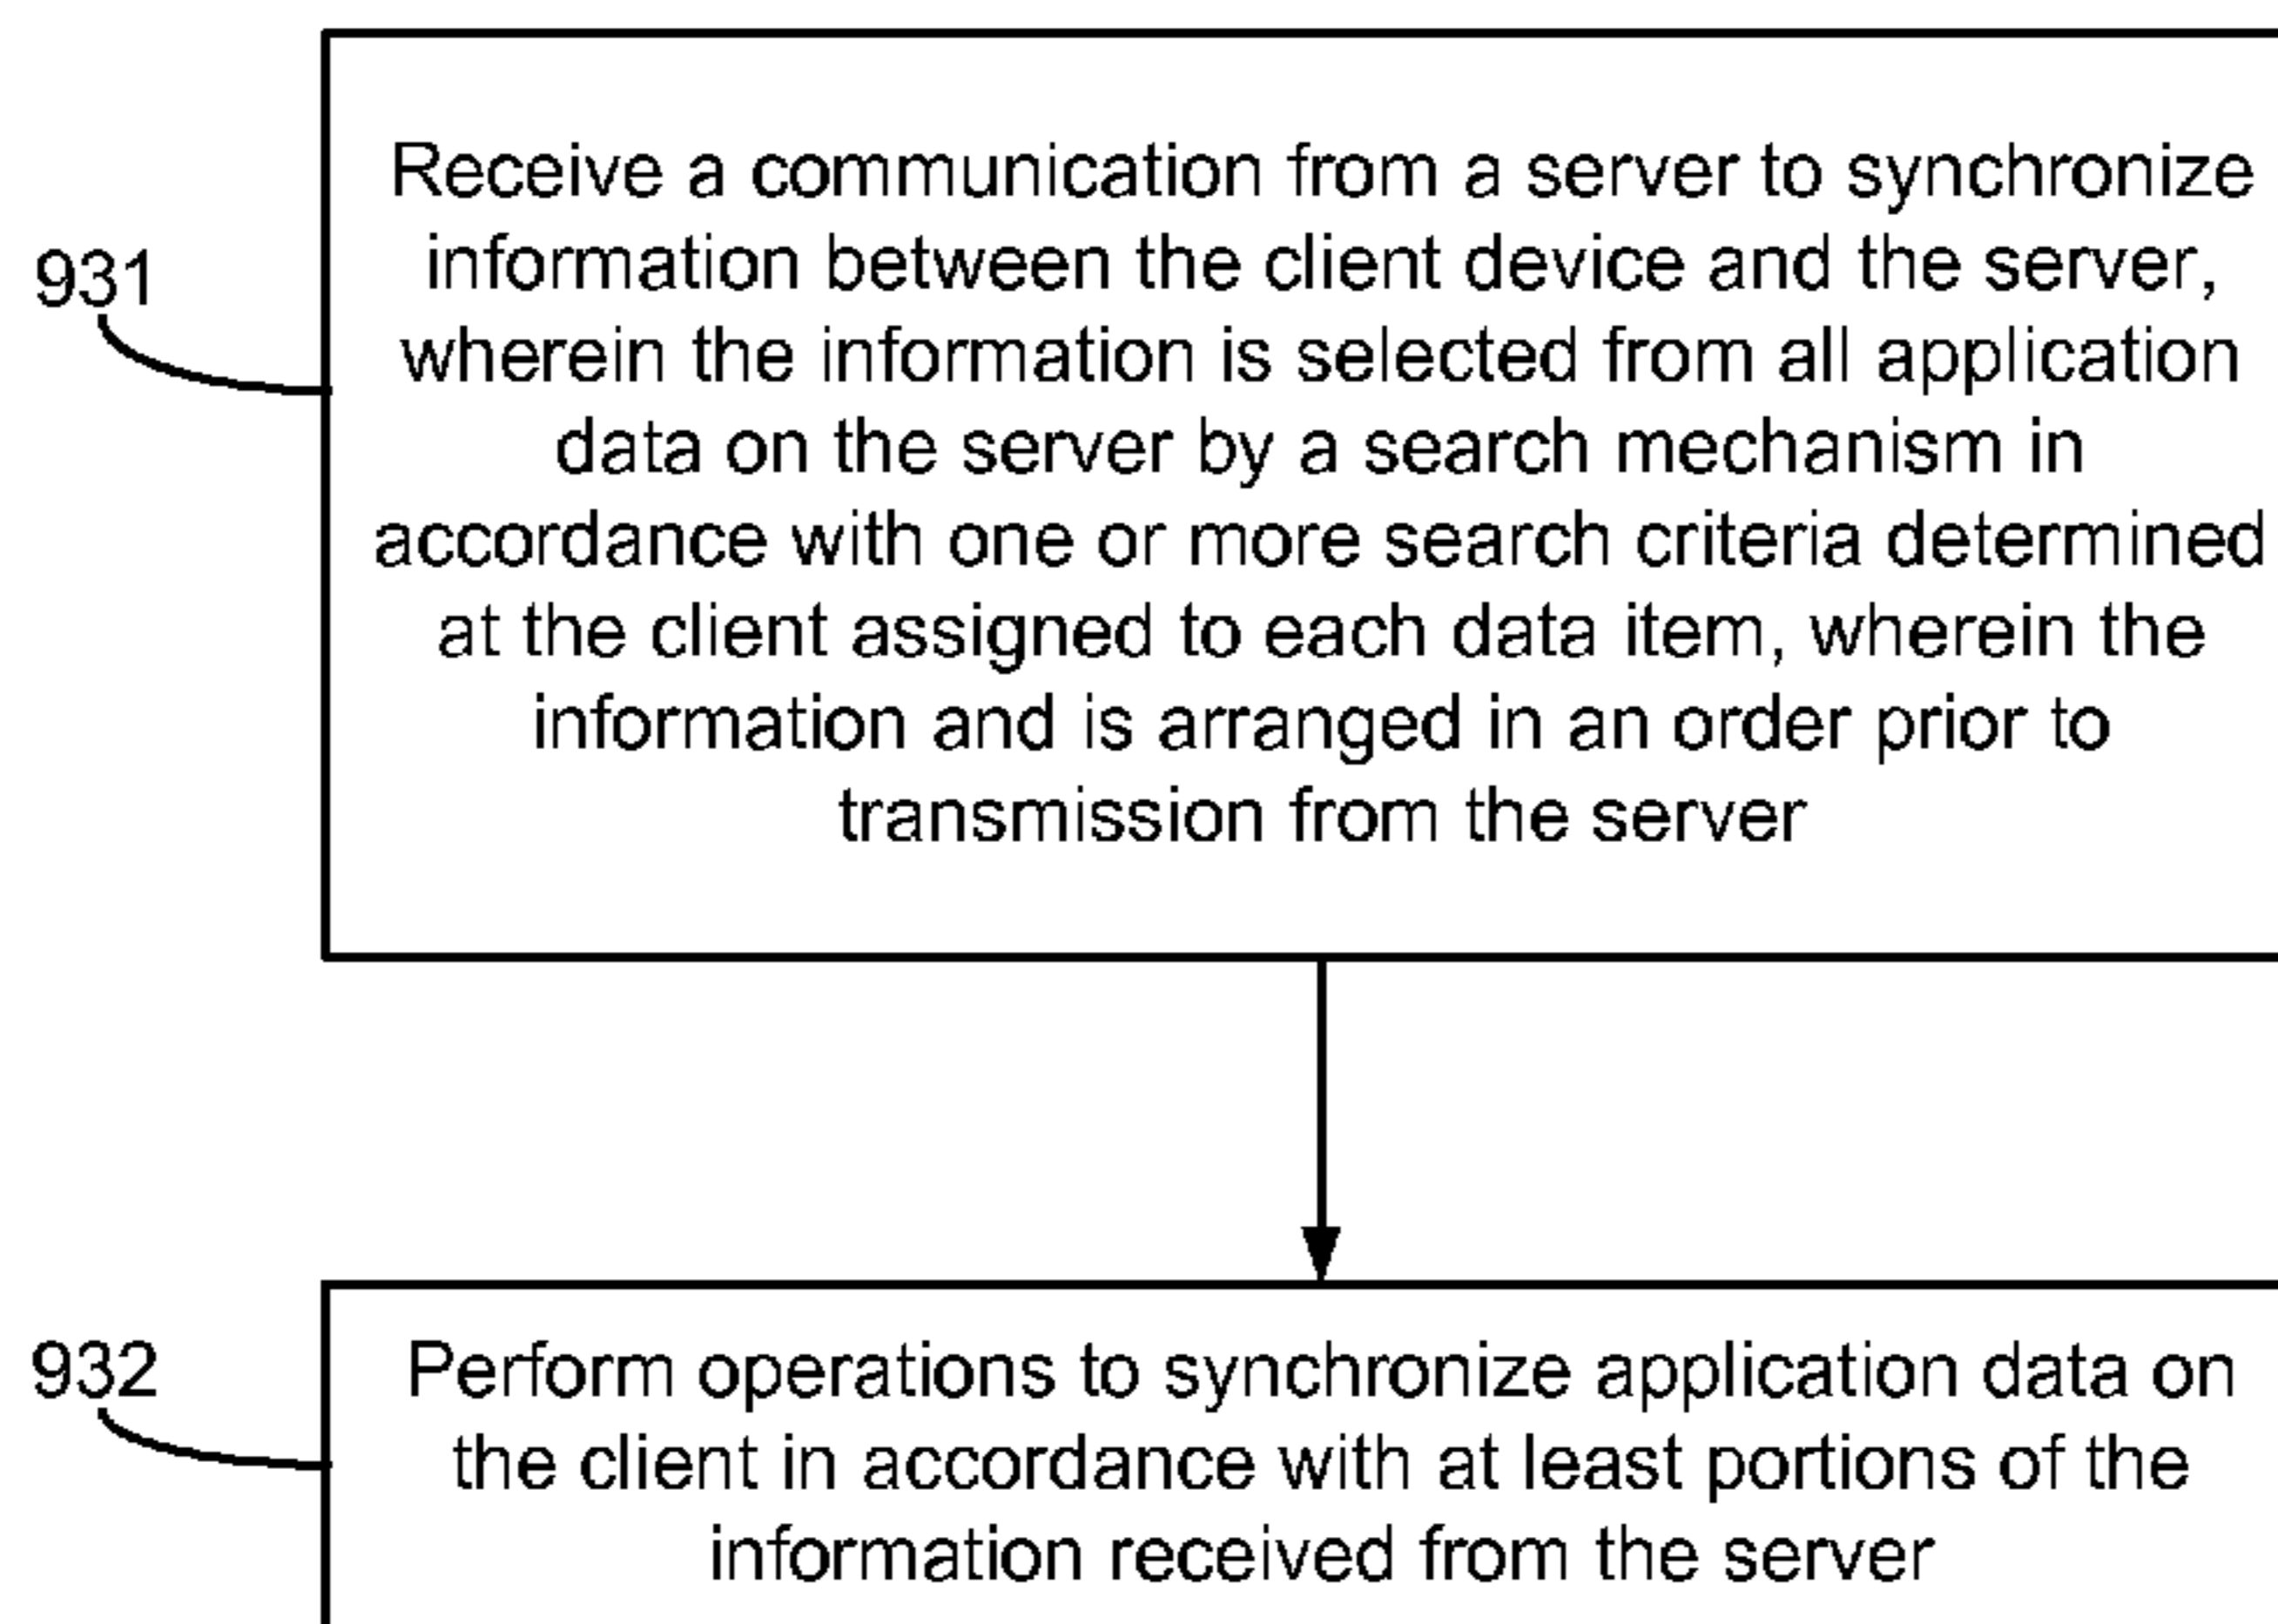 Receive a communication from a server to synchronize
information between the client device and the server,
931
wherein the information is selected from all application
data on the server by a search mechanism in
accordance with one or more search criteria determined
at the client assigned to each data item, wherein the
information and is arranged in an order prior to
transmission from the server
932
Perform operations to synchronize application data on
the client in accordance with at least portions of the
information received from the server